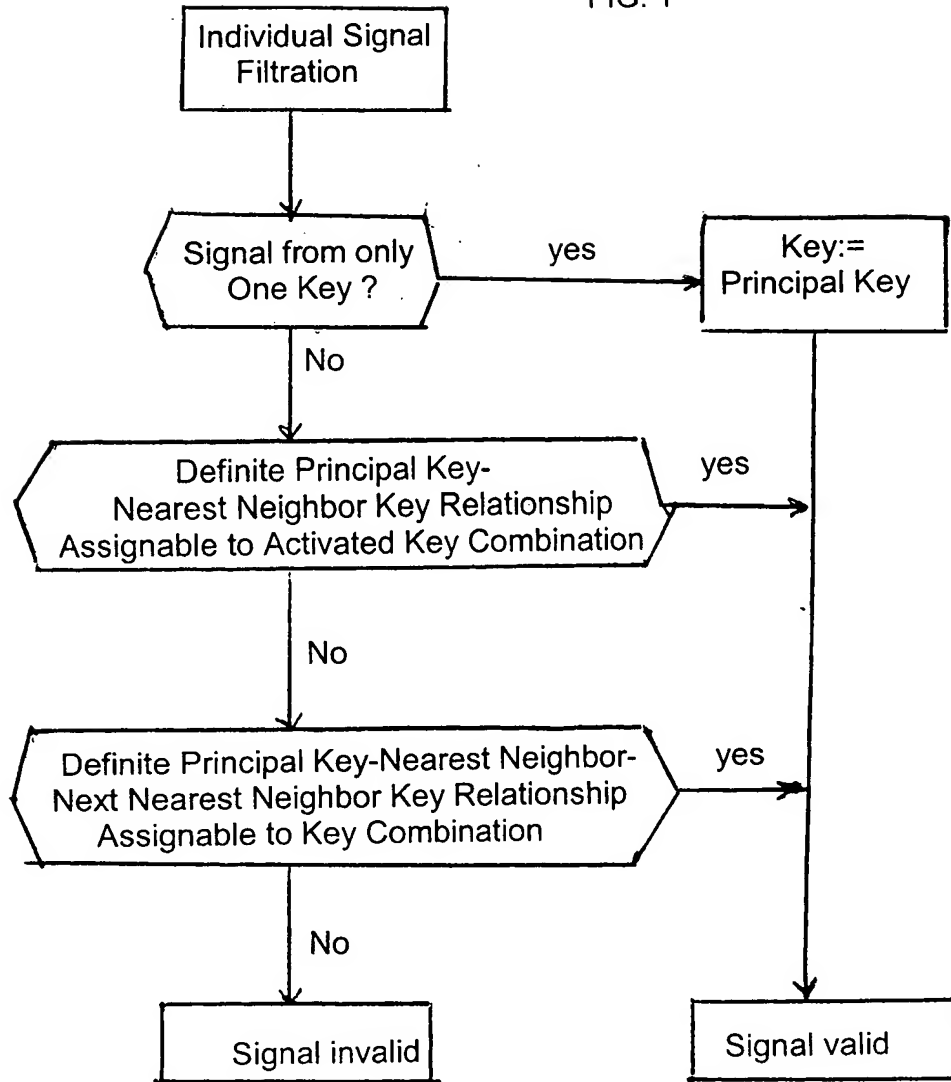 FIG. 1
Individual Signal
Filtration
Signal from only
One Key ?
yes
Key:=
Principal Key
No
Definite Principal Key-
Nearest Neighbor Key Relationship
Assignable to Activated Key Combination
yes
No
Definite Principal Key-Nearest Neighbor-
Next Nearest Neighbor Key Relationship
Assignable to Key Combination
yes
No
Signal invalid
Signal valid